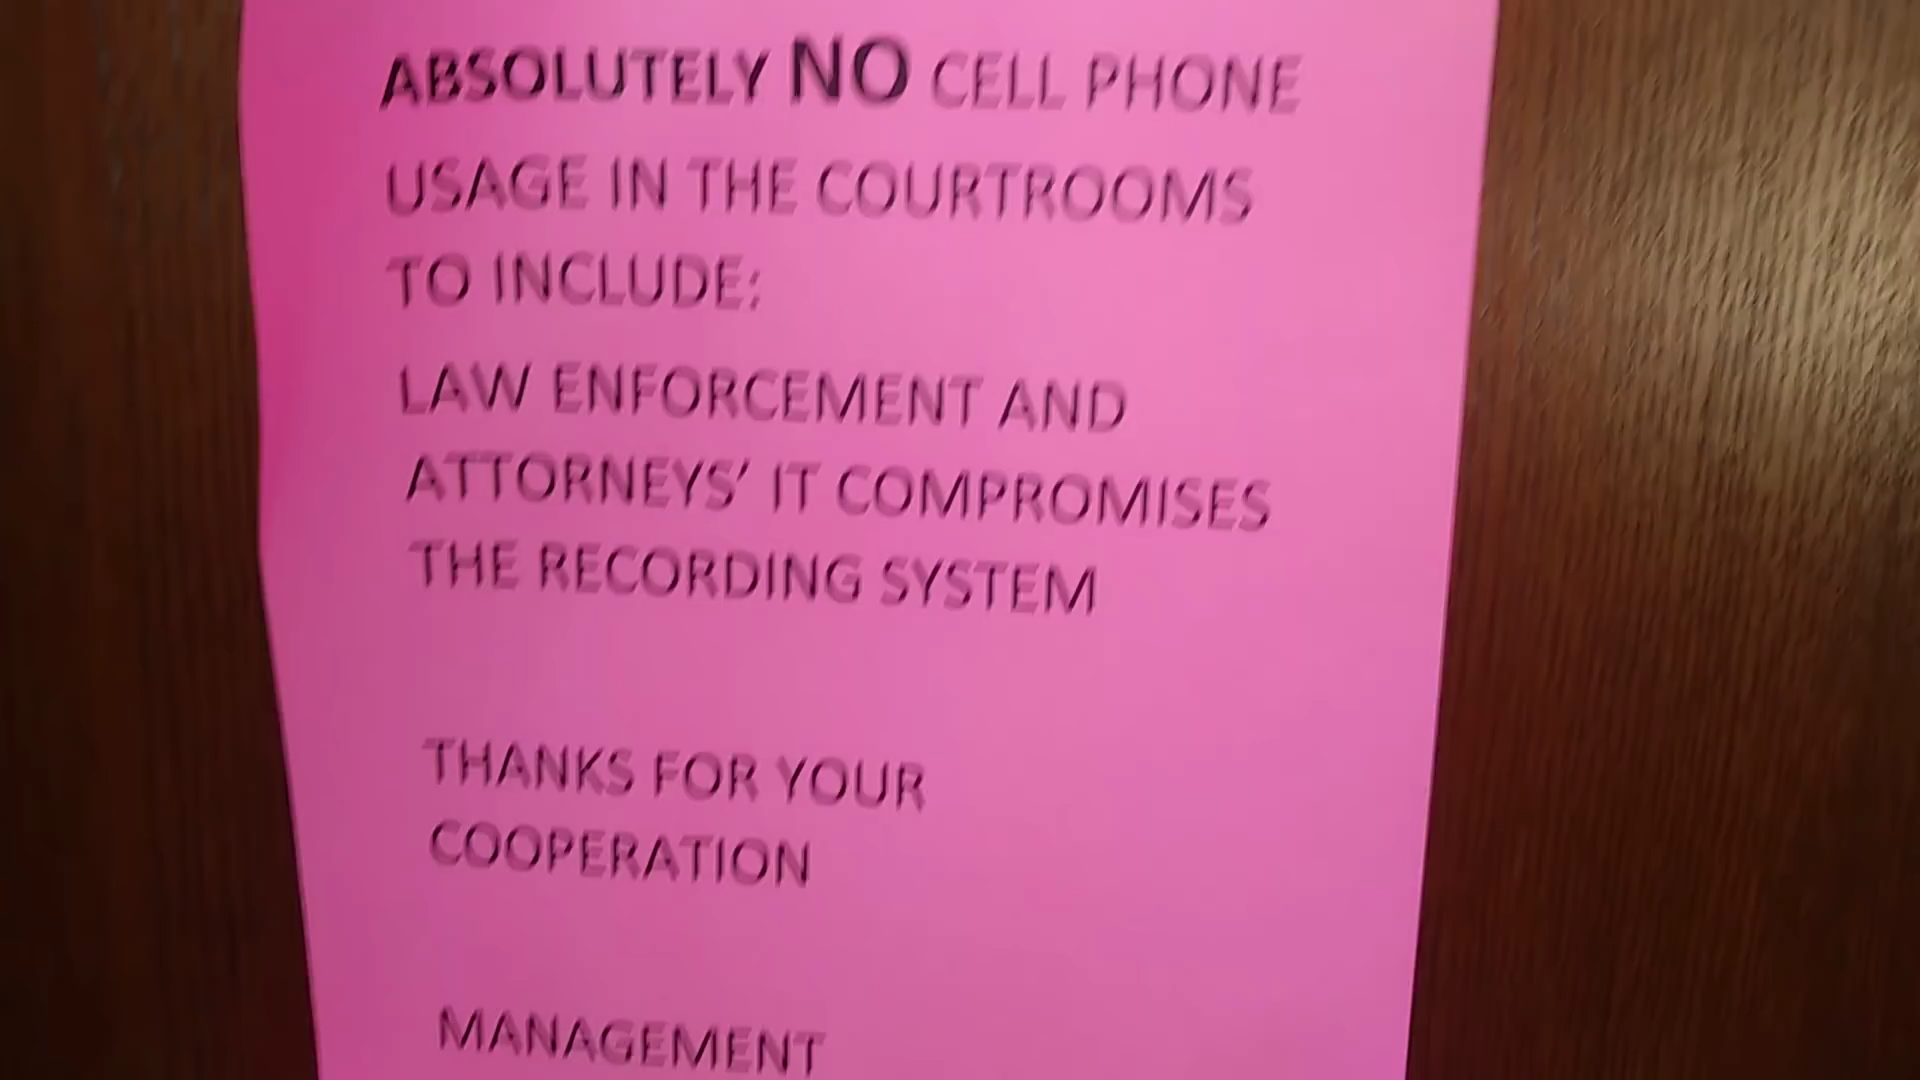 ABSOLUTELY NO CELL PHONE
USAGE IN THE COURTROOMS
TO INCLUDE:
LAW ENFORCEMENT AND
ATTORNEYS’ IT COMPROMISES
THE RECORDING SYSTEM
THANKS FOR YOUR
COOPERATION
MANAGEMENT